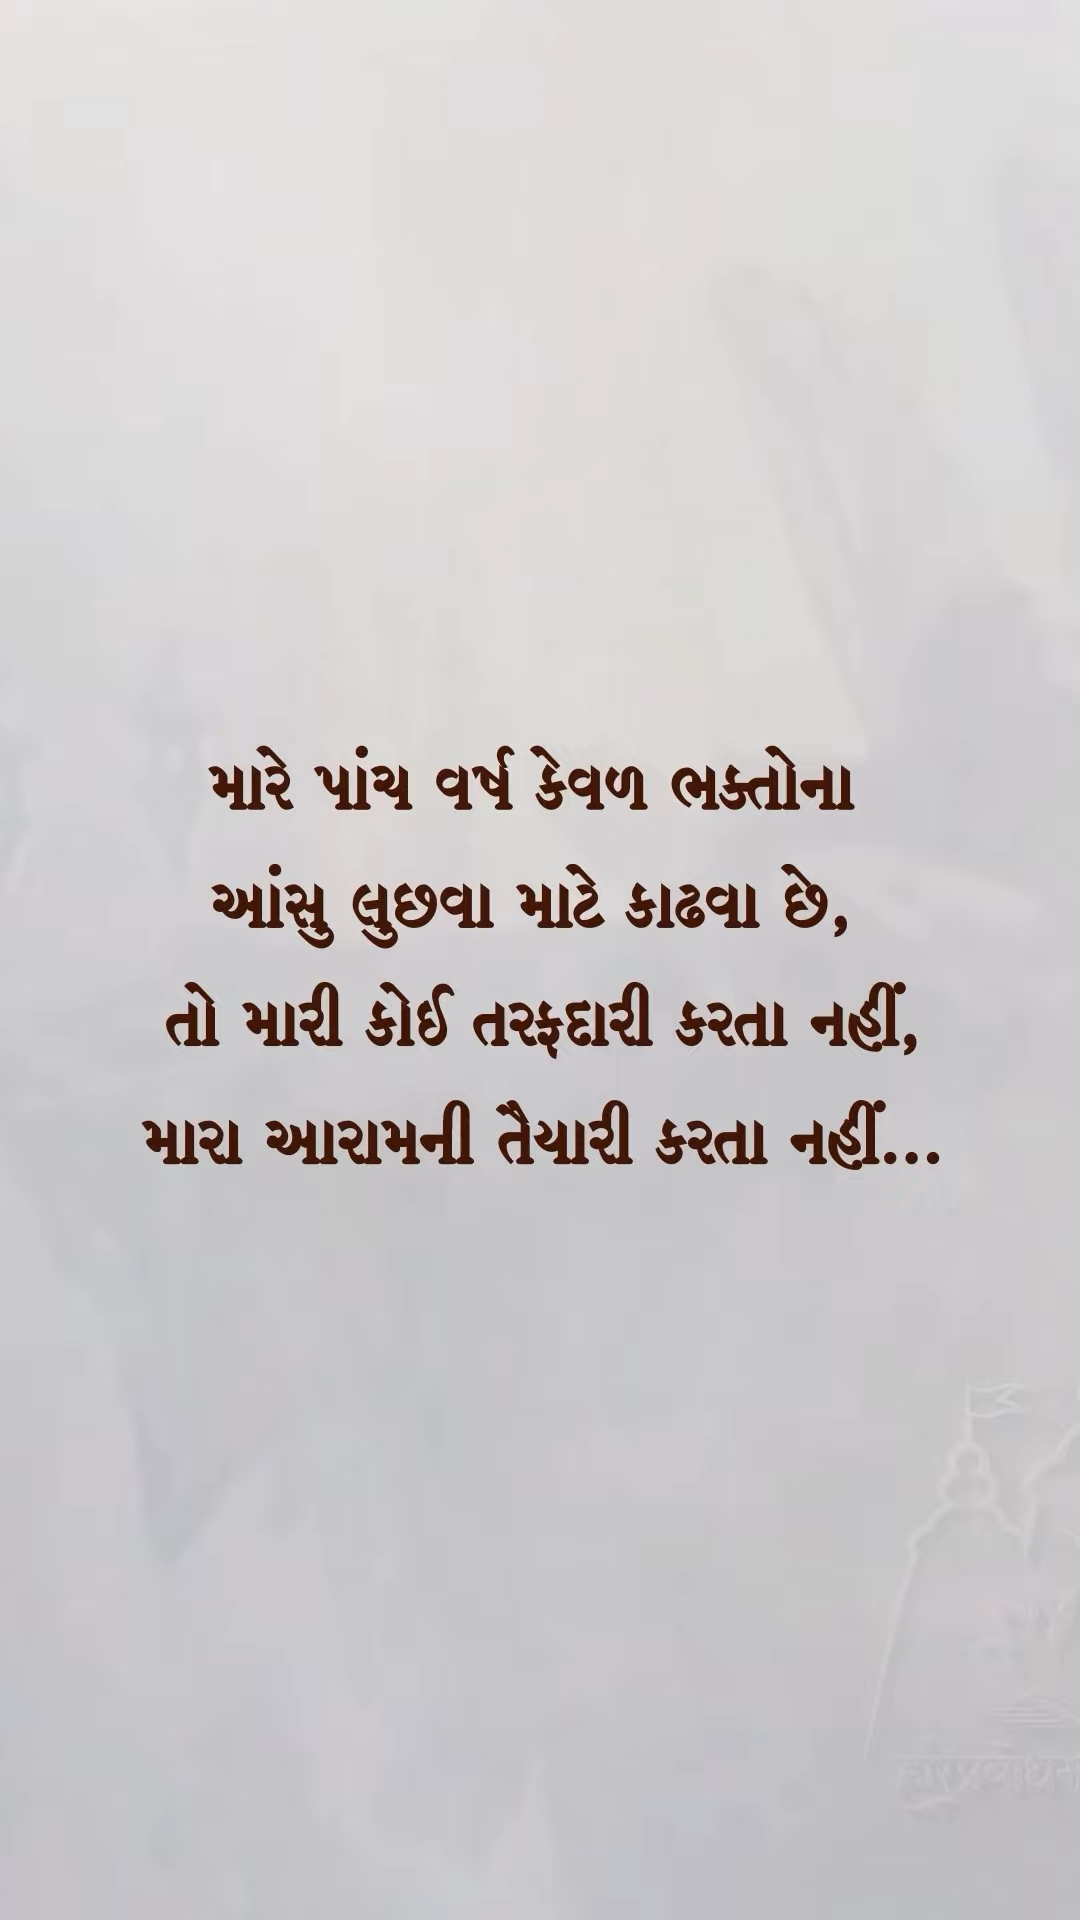 મારે પાંચ વર્ષ કેવળ ભક્તોના
આંસુ લુછવા માટે કાઢવા છે,
તો મારી કોઈ તરફદારી કરતા નહીં,
મારા આરામની તૈયારી કરતા નહીં...